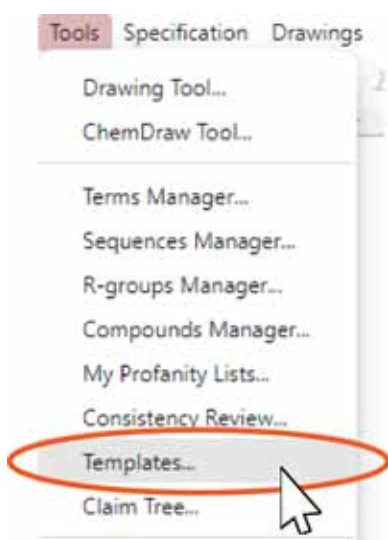 Tools Specification Drawings
Drawing Tool...
ChemDraw Tool...
Terms Manager...
Sequences Manager...
R-groups Manager...
Compounds Manager...
My Profanity Lists...
Consistency Review...
Templates...
Claim Tree...